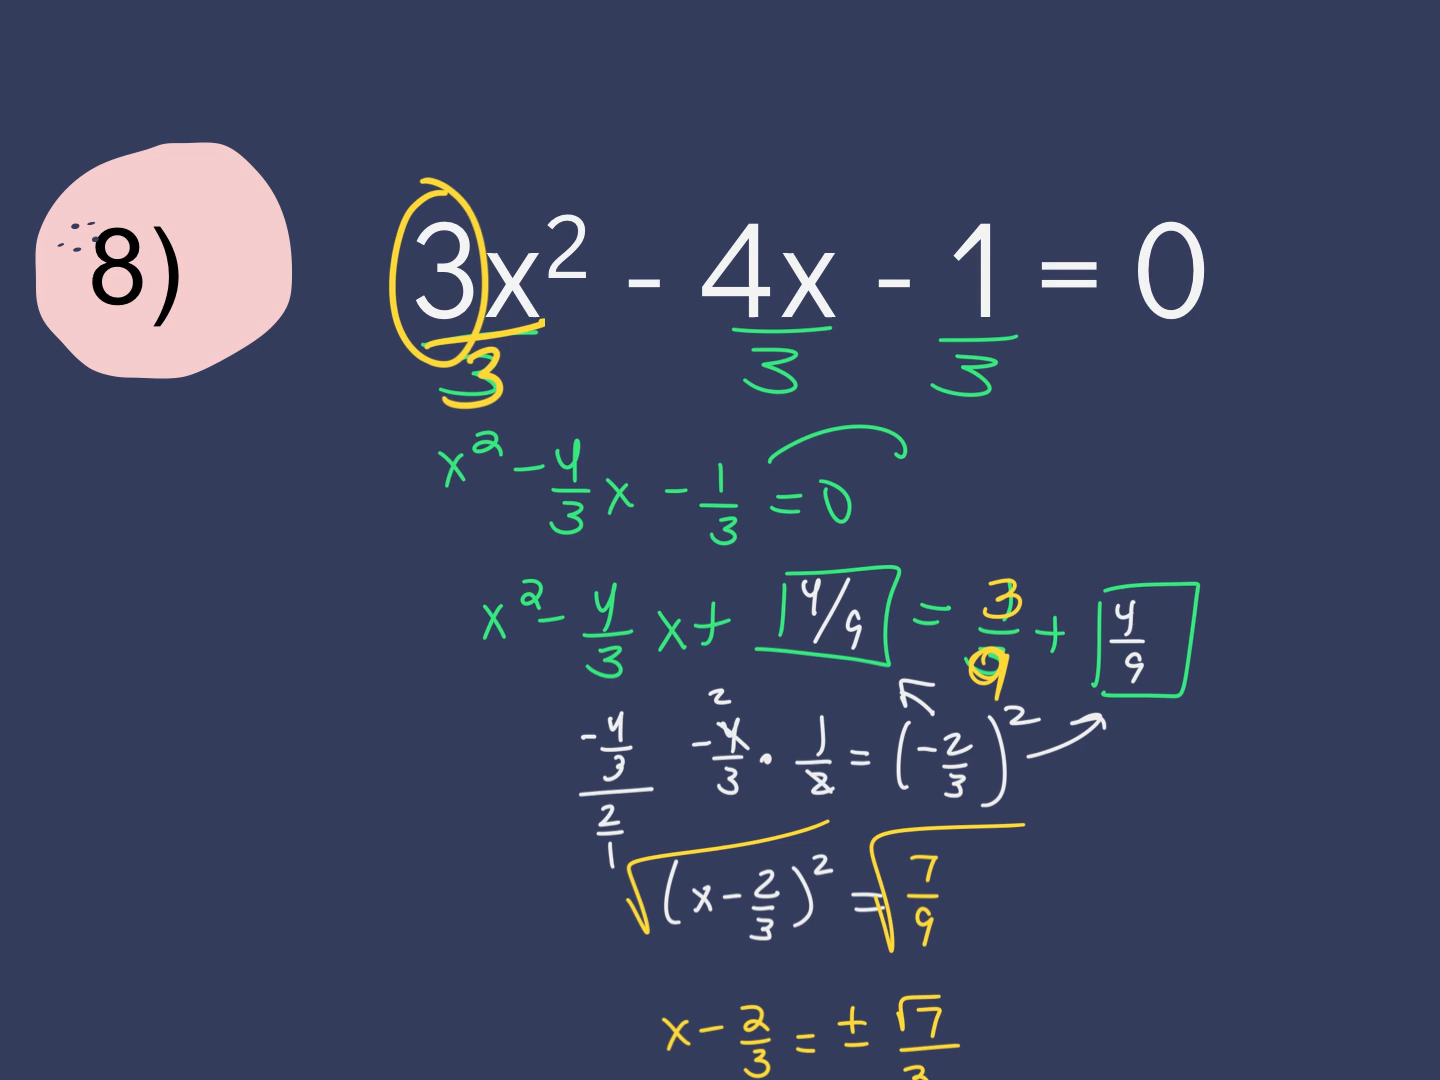 8) 3x² - 4x - 1 = 0
3 3 3
x² - 4/3 x - 1/3 = 0
x² - 4/3 x + 4/9 = 3/9 + 4/9
-4/3 / 2/1 -4/3 · 1/2 = (-2/3)²
2
√(x - 2/3)² = √7/9
x - 2/3 = ± √7/3